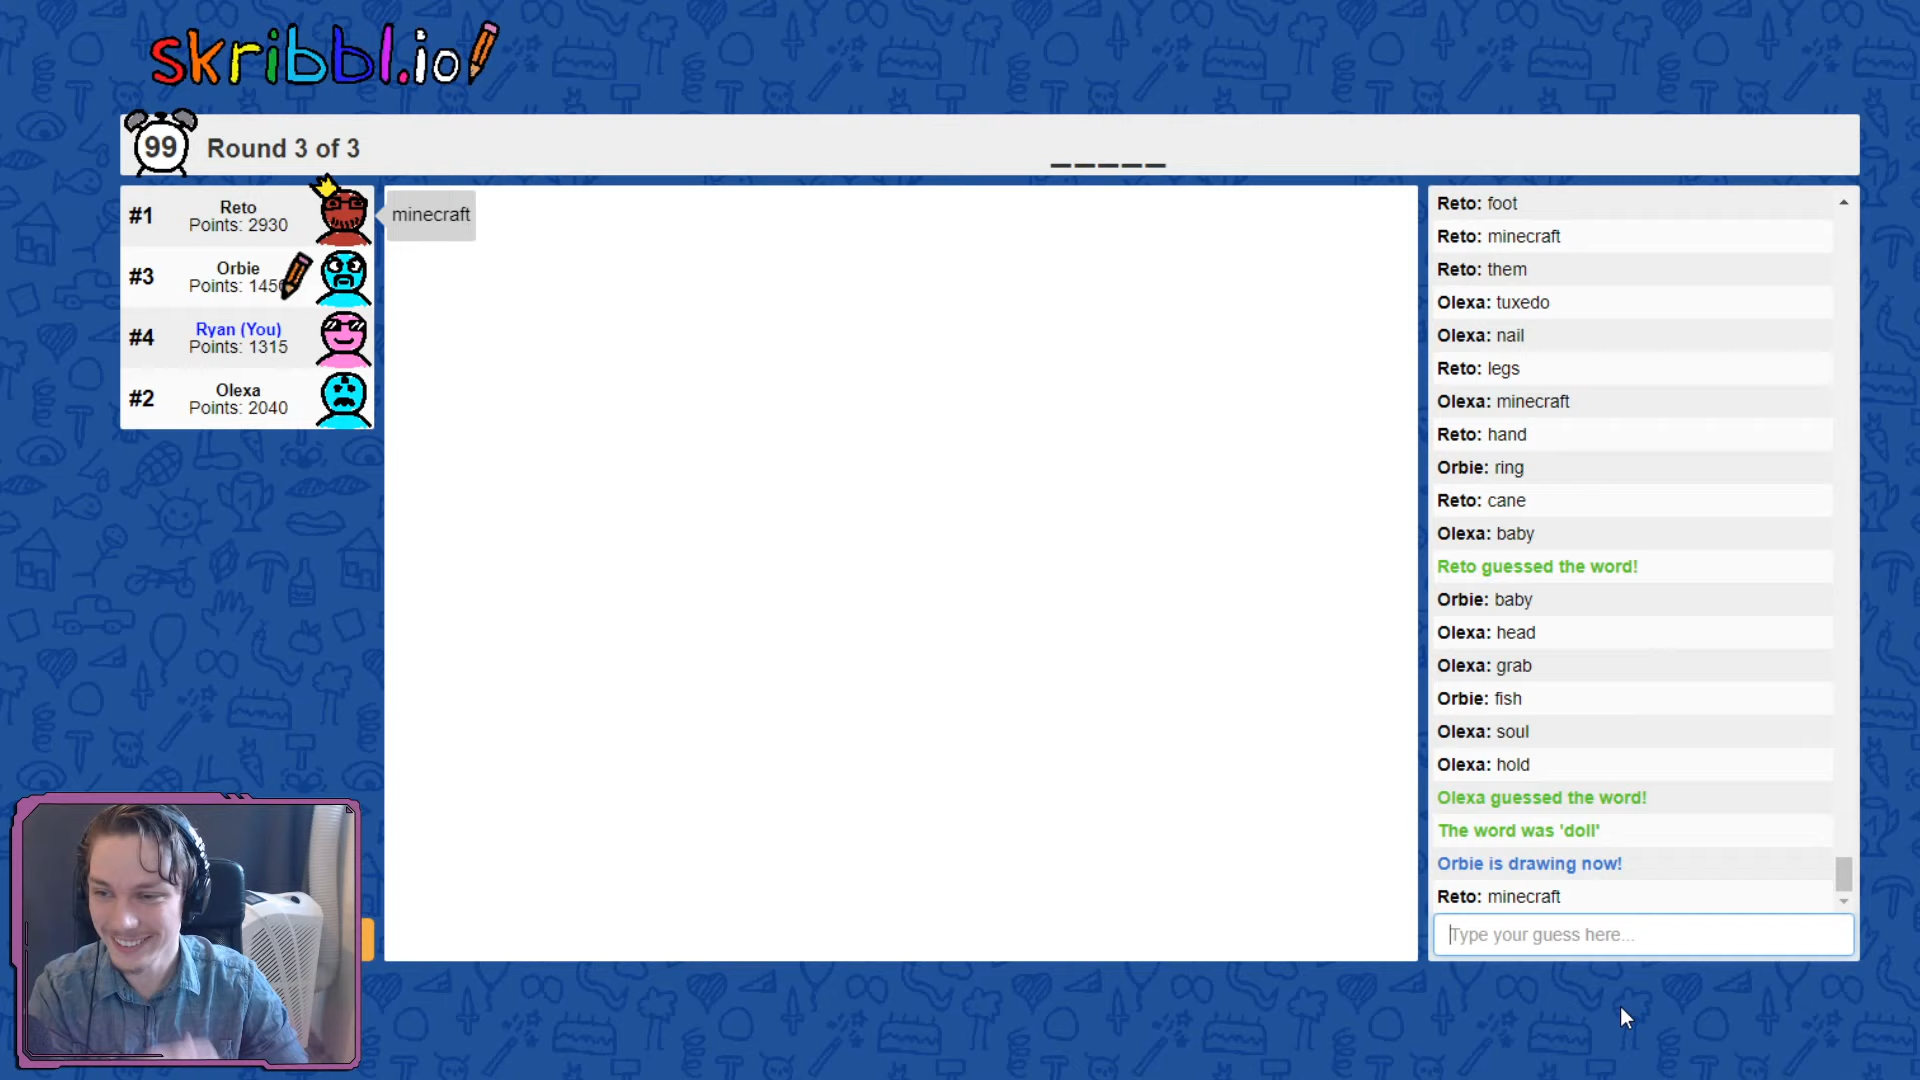 skribbl.io
99
Round 3 of 3
_ _ _ _ _
#1
Reto
Points: 2930
minecraft
#3
Orbie
Points: 145
#4
Ryan (You)
Points: 1315
#2
Olexa
Points: 2040
Reto: foot
Reto: minecraft
Reto: them
Olexa: tuxedo
Olexa: nail
Reto: legs
Olexa: minecraft
Reto: hand
Orbie: ring
Reto: cane
Olexa: baby
Reto guessed the word!
Orbie: baby
Olexa: head
Olexa: grab
Orbie: fish
Olexa: soul
Olexa: hold
Olexa guessed the word!
The word was 'doll'
Orbie is drawing now!
Reto: minecraft
Type your guess here...